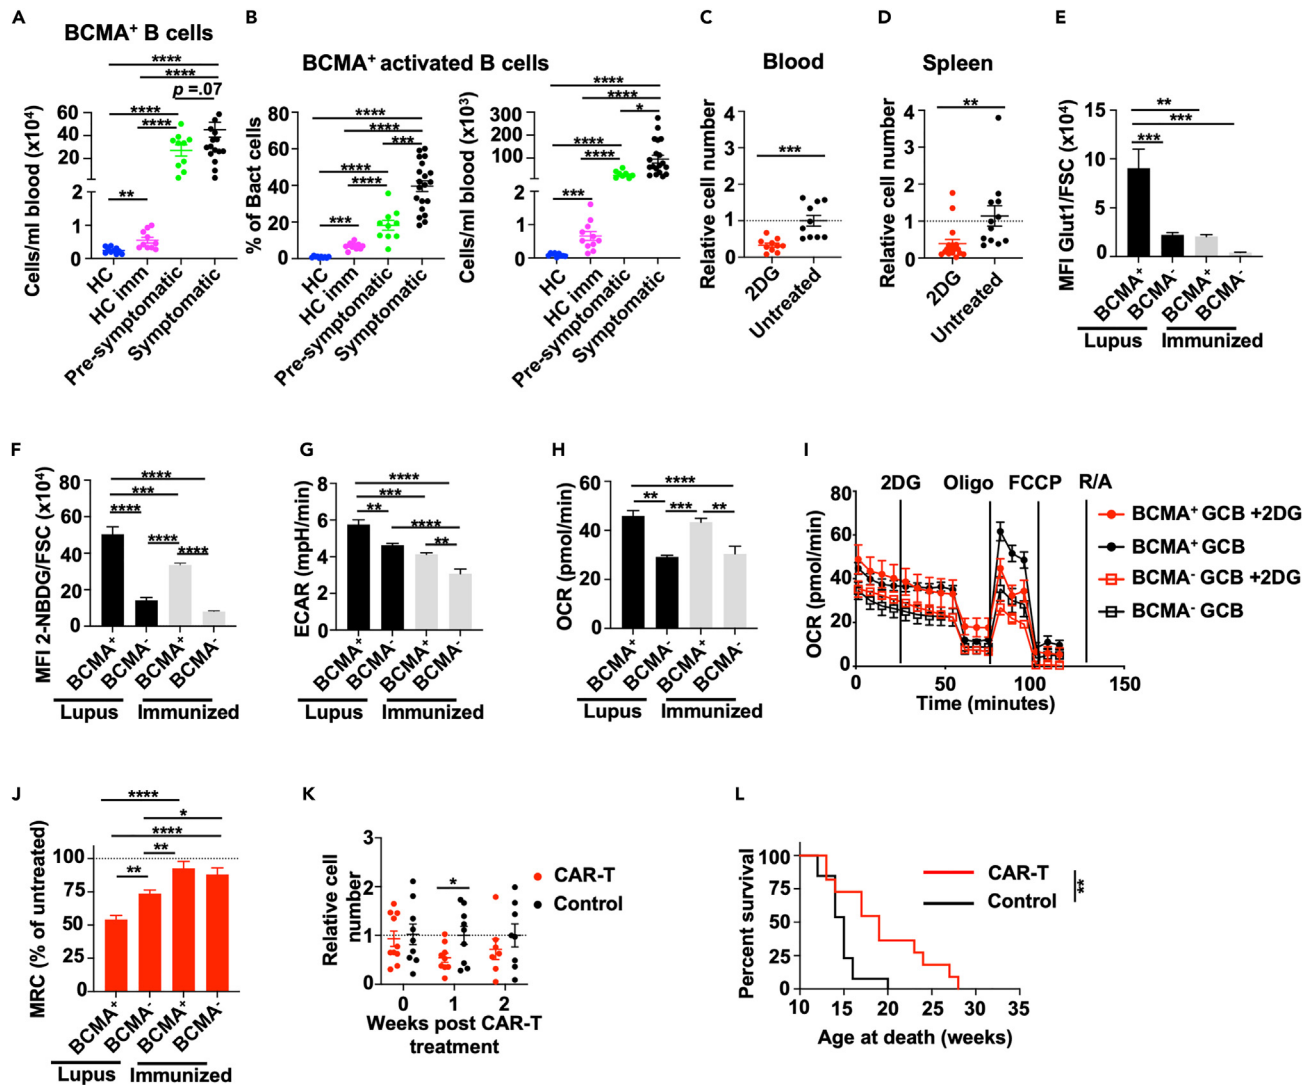 A
BCMA+ B cells
****
****
p =.07
****
****
**
Cells/ml blood (x104)
60
40
20
2
1
0
HC
HC imm
Pre-symptomatic
Symptomatic
B
BCMA+ activated B cells
****
****
***
****
****
***
% of Bact cells
80
60
40
20
0
HC
HC imm
Pre-symptomatic
Symptomatic
****
****
*
****
****
***
Cells/ml blood (x103)
300
200
100
2
1
0
HC
HC imm
Pre-symptomatic
Symptomatic
C
Blood
***
Relative cell number
4
3
2
1
0
2DG
Untreated
D
Spleen
**
Relative cell number
4
3
2
1
0
2DG
Untreated
E
**
***
***
MFI Glut1/FSC (x104)
15
10
5
0
BCMA+
BCMA-
BCMA+
BCMA-
Lupus Immunized
F
****
***
****
****
****
MFI 2-NBDG/FSC (x104)
80
60
40
20
0
BCMA+
BCMA-
BCMA+
BCMA-
Lupus Immunized
G
****
***
**
****
**
ECAR (mpH/min)
8
6
4
2
0
BCMA+
BCMA-
BCMA+
BCMA-
Lupus Immunized
H
****
**
***
**
OCR (pmol/min)
60
40
20
0
BCMA+
BCMA-
BCMA+
BCMA-
Lupus Immunized
I
2DG Oligo FCCP R/A
OCR (pmol/min)
80
60
40
20
0
0 50 100 150
Time (minutes)
BCMA+ GCB +2DG
BCMA+ GCB
BCMA- GCB +2DG
BCMA- GCB
J
****
*
****
**
**
MRC (% of untreated)
100
75
50
25
0
BCMA+
BCMA-
BCMA+
BCMA-
Lupus Immunized
K
Relative cell
number
3
2
1
0
*
CAR-T
Control
0 1 2
Weeks post CAR-T
treatment
L
Percent survival
100
75
50
25
0
CAR-T
Control
**
10 15 20 25 30 35
Age at death (weeks)